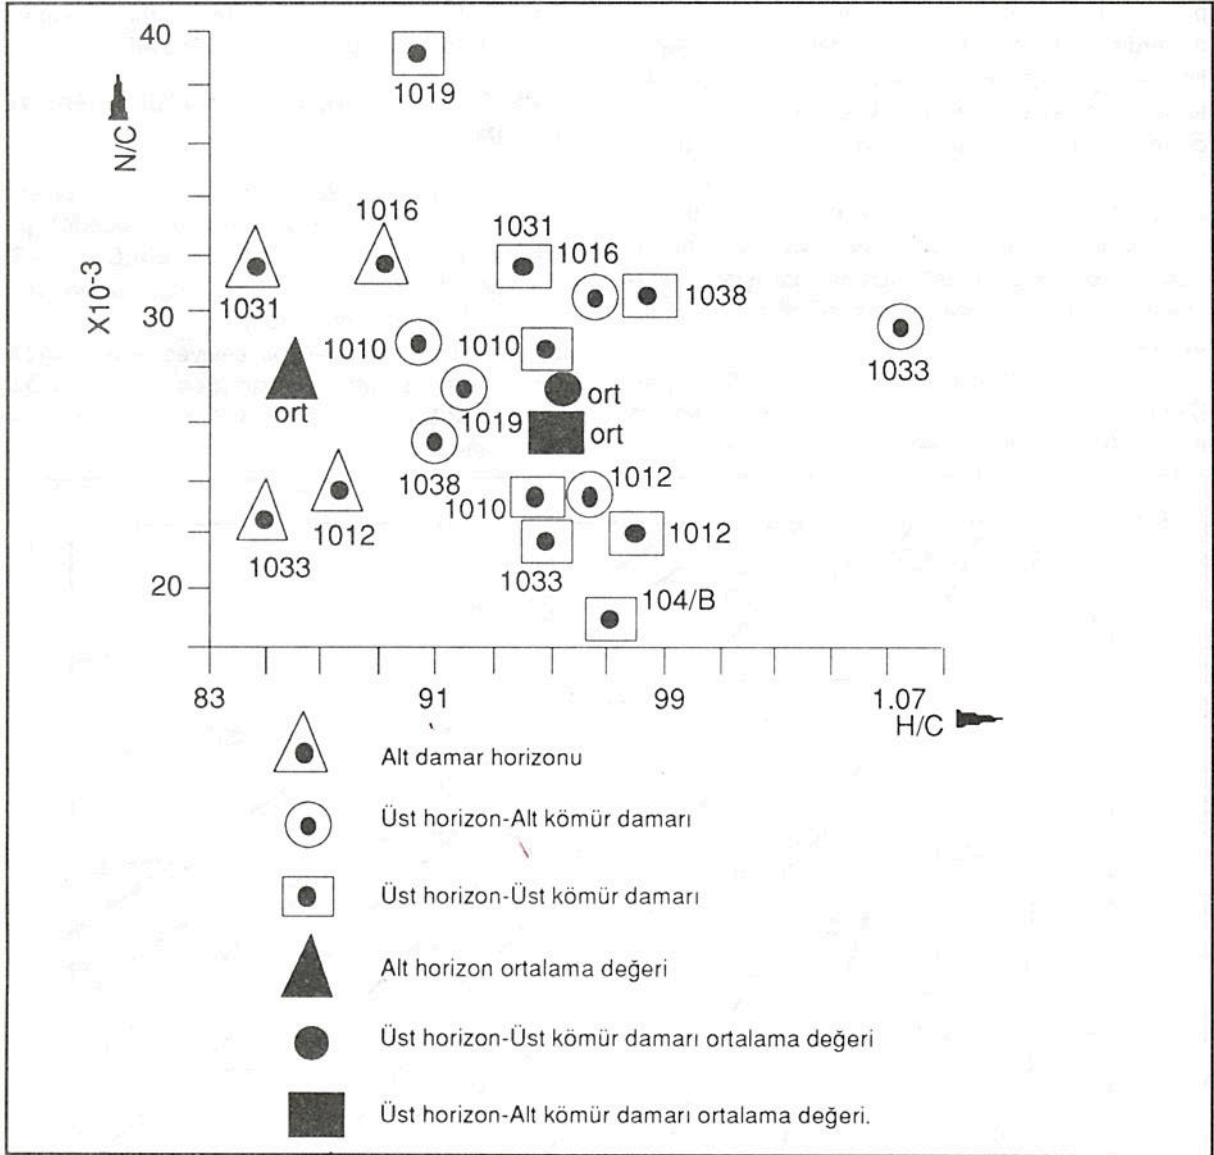 40
N/C
X10-3
30
20
1019
1016
1031
1031
1016
1038
1010
1010
1033
ort
ort
1019
ort
1038
1012
1010
1012
1012
1033
1033
104/B
83
91
99
1.07
H/C
Alt damar horizonu
Üst horizon-Alt kömür damarı
Üst horizon-Üst kömür damarı
Alt horizon ortalama değeri
Üst horizon-Üst kömür damarı ortalama değeri
Üst horizon-Alt kömür damarı ortalama değeri.